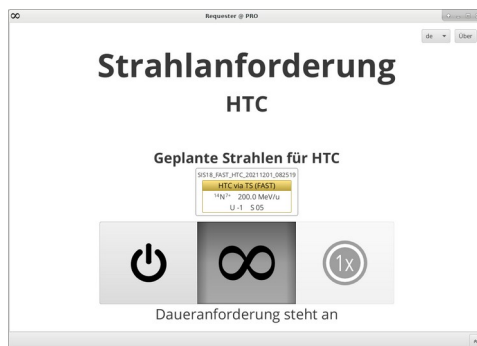 Requester @ PRO
de
Über
Strahlanforderung
HTC
Geplante Strahlen für HTC
SIS18_FAST_HTC_20211201_082519
HTC via TS (FAST)
¹⁴N⁷⁺ 200.0 MeV/u
U -1 S 05
1x
Daueranforderung steht an